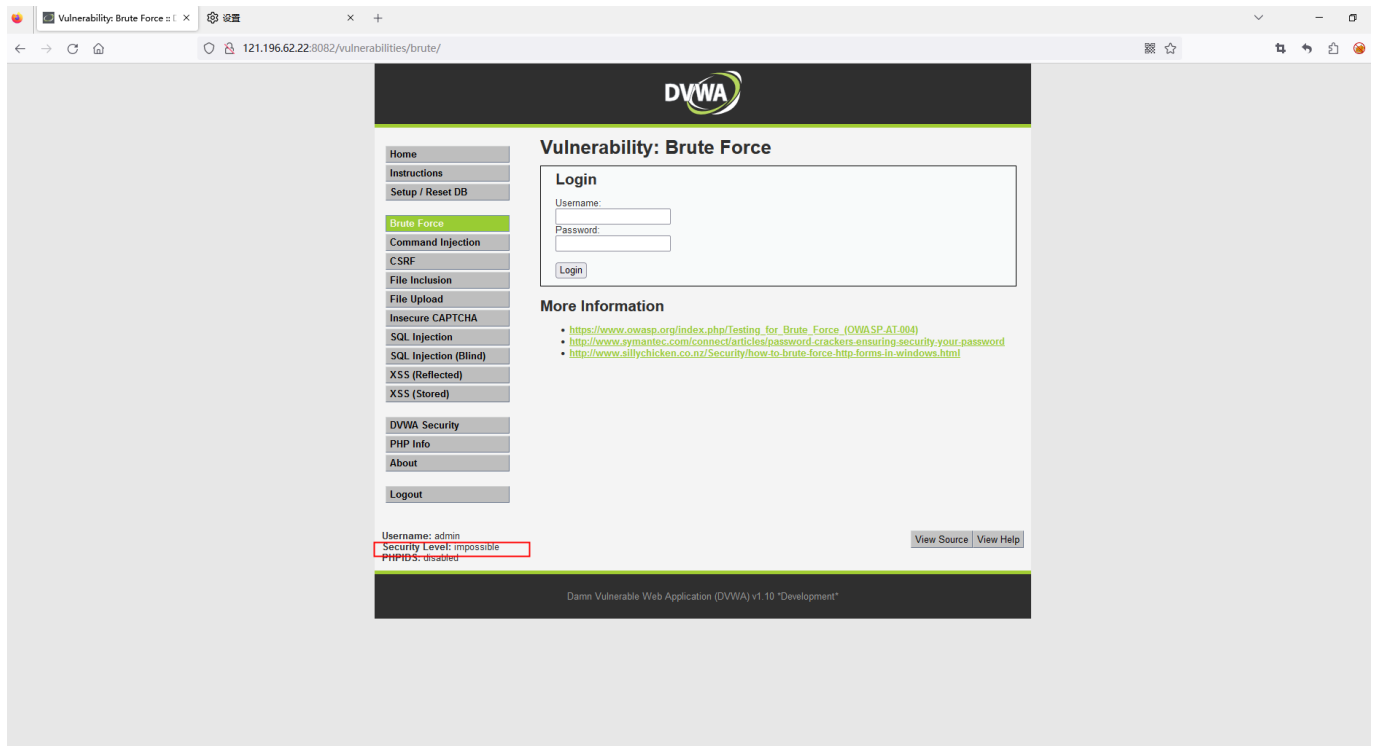 Vulnerability: Brute Force :: D
设置
121.196.62.22:8082/vulnerabilities/brute/
DVWA
Home
Instructions
Setup / Reset DB
Brute Force
Command Injection
CSRF
File Inclusion
File Upload
Insecure CAPTCHA
SQL Injection
SQL Injection (Blind)
XSS (Reflected)
XSS (Stored)
DVWA Security
PHP Info
About
Logout
Vulnerability: Brute Force
Login
Username:
Password:
Login
More Information
https://www.owasp.org/index.php/Testing_for_Brute_Force_(OWASP-AT-004)
http://www.symantec.com/connect/articles/password-crackers-ensuring-security-your-password
http://www.sillychicken.co.nz/Security/how-to-brute-force-http-forms-in-windows.html
Username: admin
Security Level: impossible
PHPIDS: disabled
View Source View Help
Damn Vulnerable Web Application (DVWA) v1.10 *Development*